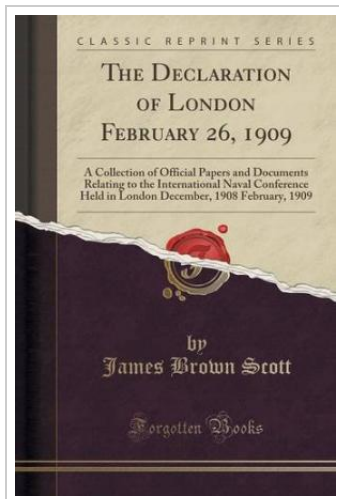 CLASSIC REPRINT SERIES
THE DECLARATION
OF LONDON
FEBRUARY 26, 1909
A Collection of Official Papers and Documents
Relating to the International Naval Conference
Held in London December, 1908 February, 1909
F
by
James Brown Scott
Forgotten Books